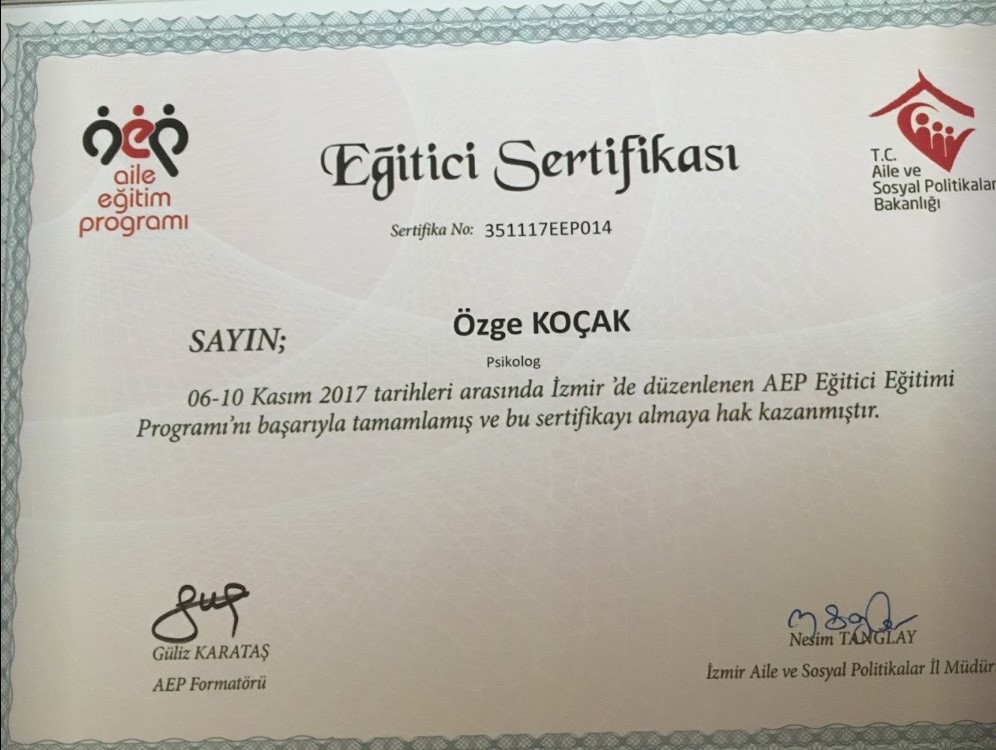 aep
aile
eğitim
programı
Eğitici Sertifikası
Sertifika No: 351117EEP014
T.C.
Aile ve
Sosyal Politikalar
Bakanlığı
SAYIN;
Özge KOÇAK
Psikolog
06-10 Kasım 2017 tarihleri arasında İzmir 'de düzenlenen AEP Eğitici Eğitimi
Programı'nı başarıyla tamamlamış ve bu sertifikayı almaya hak kazanmıştır.
Güliz KARATAŞ
AEP Formatörü
Nesim TANĞLAY
İzmir Aile ve Sosyal Politikalar İl Müdür